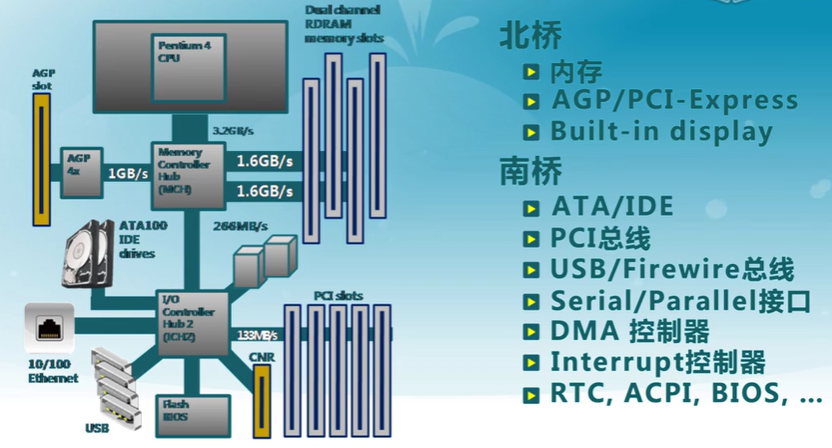 Dual channel
RDRAM
memory slots
Pentium 4
CPU
AGP
slot
3.2GB/s
AGP
4x
1GB/s
Memory
Controller
Hub
(MCH)
1.6GB/s
1.6GB/s
ATA100
IDE
drives
266MB/s
I/O
Controller
Hub 2
(ICH2)
PCI slots
133MB/s
10/100
Ethernet
CNR
USB
Flash
BIOS
北桥
内存
AGP/PCI-Express
Built-in display
南桥
ATA/IDE
PCI总线
USB/Firewire总线
Serial/Parallel接口
DMA 控制器
Interrupt控制器
RTC, ACPI, BIOS, ...